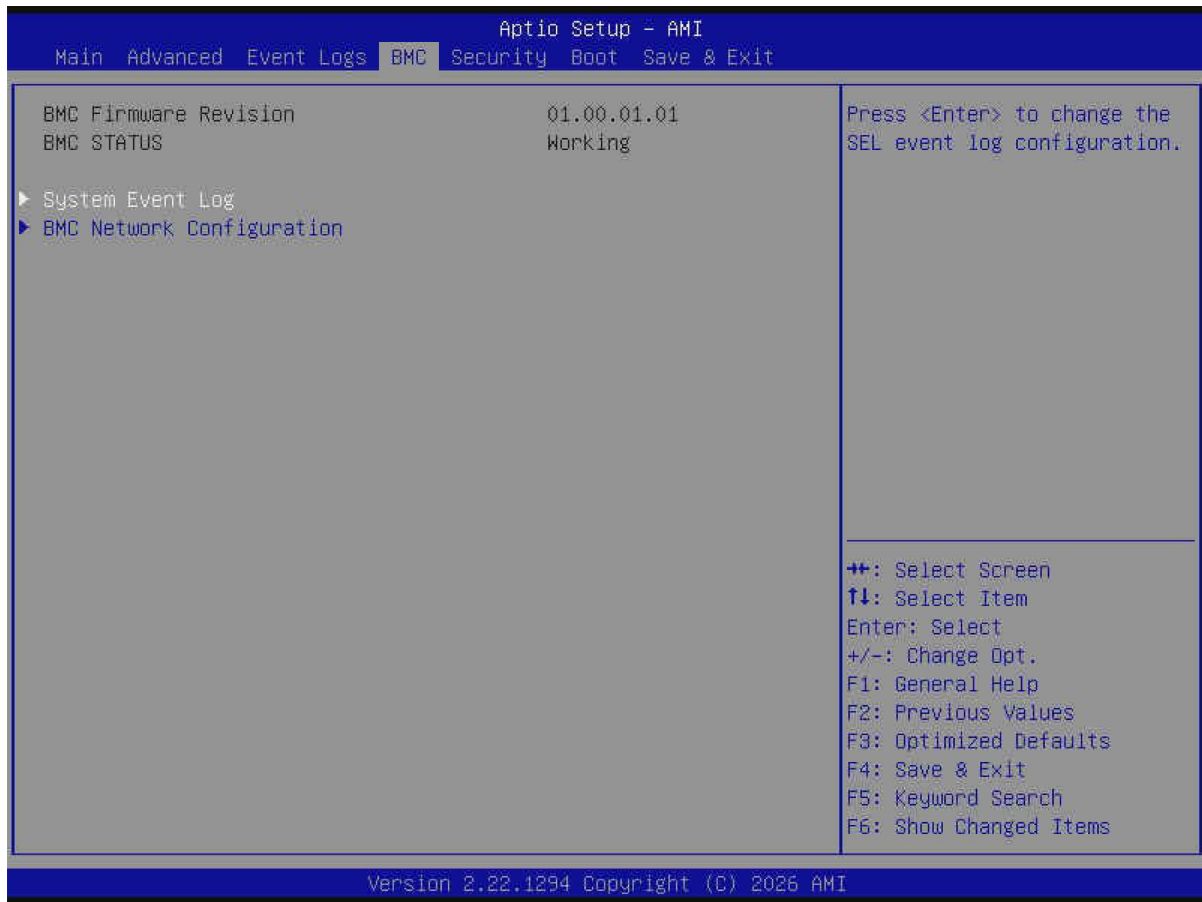 Aptio Setup – AMI
Main Advanced Event Logs BMC Security Boot Save & Exit
BMC Firmware Revision 01.00.01.01
BMC STATUS Working
System Event Log
BMC Network Configuration
Press <Enter> to change the
SEL event log configuration.
→←: Select Screen
↑↓: Select Item
Enter: Select
+/-: Change Opt.
F1: General Help
F2: Previous Values
F3: Optimized Defaults
F4: Save & Exit
F5: Keyword Search
F6: Show Changed Items
Version 2.22.1294 Copyright (C) 2026 AMI